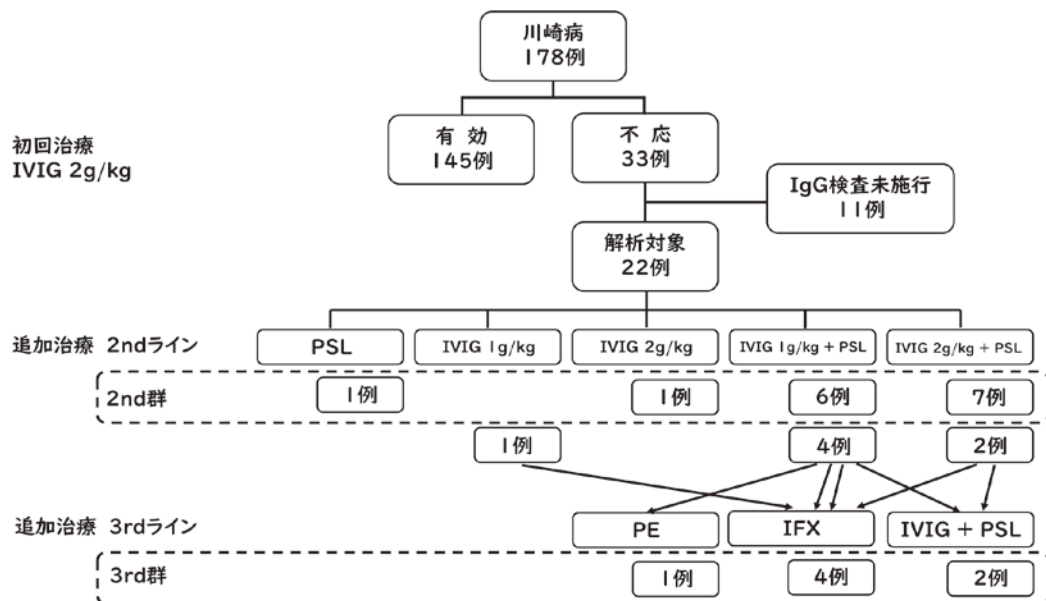 川崎病
178例
有 効
145例
不 応
33例
初回治療
IVIG 2g/kg
IgG検査未施行
11例
解析対象
22例
追加治療 2ndライン
PSL
IVIG 1g/kg
IVIG 2g/kg
IVIG 1g/kg + PSL
IVIG 2g/kg + PSL
2nd群
1例
1例
6例
7例
1例
4例
2例
追加治療 3rdライン
PE
IFX
IVIG + PSL
3rd群
1例
4例
2例